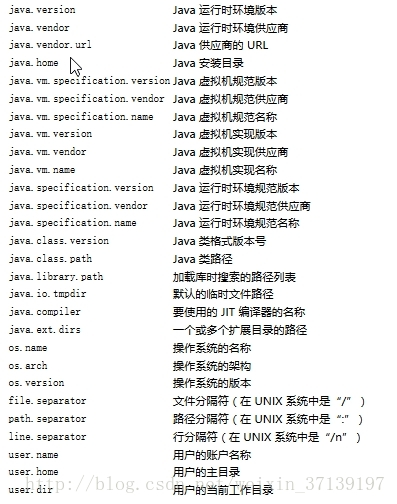 java.version Java 运行时环境版本
java.vendor Java 运行时环境供应商
java.vendor.url Java 供应商的 URL
java.home Java 安装目录
java.vm.specification.version Java 虚拟机规范版本
java.vm.specification.vendor Java 虚拟机规范供应商
java.vm.specification.name Java 虚拟机规范名称
java.vm.version Java 虚拟机实现版本
java.vm.vendor Java 虚拟机实现供应商
java.vm.name Java 虚拟机实现名称
java.specification.version Java 运行时环境规范版本
java.specification.vendor Java 运行时环境规范供应商
java.specification.name Java 运行时环境规范名称
java.class.version Java 类格式版本号
java.class.path Java 类路径
java.library.path 加载库时搜索的路径列表
java.io.tmpdir 默认的临时文件路径
java.compiler 要使用的 JIT 编译器的名称
java.ext.dirs 一个或多个扩展目录的路径
os.name 操作系统的名称
os.arch 操作系统的架构
os.version 操作系统的版本
file.separator 文件分隔符（在 UNIX 系统中是“/”）
path.separator 路径分隔符（在 UNIX 系统中是“:”）
line.separator 行分隔符（在 UNIX 系统中是“/n”）
user.name 用户的账户名称
user.home 用户的主目录
http://blog.csdn.net/weixin_37139197
user.dir 用户的当前工作目录